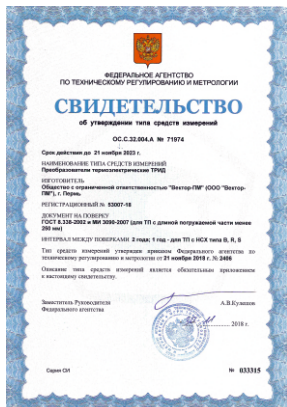 ФЕДЕРАЛЬНОЕ АГЕНТСТВО
ПО ТЕХНИЧЕСКОМУ РЕГУЛИРОВАНИЮ И МЕТРОЛОГИИ
СВИДЕТЕЛЬСТВО
об утверждении типа средств измерений
ОС.С.32.004.А № 71974
Срок действия до 21 ноября 2023 г.
НАИМЕНОВАНИЕ ТИПА СРЕДСТВ ИЗМЕРЕНИЙ
Преобразователи термоэлектрические ТРИД
ИЗГОТОВИТЕЛЬ
Общество с ограниченной ответственностью "Вектор-ПМ" (ООО "Вектор-
ПМ"), г. Пермь
РЕГИСТРАЦИОННЫЙ № 53007-18
ДОКУМЕНТ НА ПОВЕРКУ
ГОСТ 8.338-2002 и МИ 3090-2007 (для ТП с длиной погружаемой части менее
250 мм)
ИНТЕРВАЛ МЕЖДУ ПОВЕРКАМИ 2 года; 1 год - для ТП с НСХ типа B, R, S
Тип средств измерений утвержден приказом Федерального агентства по
техническому регулированию и метрологии от 21 ноября 2018 г. № 2406
Описание типа средств измерений является обязательным приложением
к настоящему свидетельству.
Заместитель Руководителя
Федерального агентства
А.В.Кулешов
2018 г.
Серия СИ
№ 033315